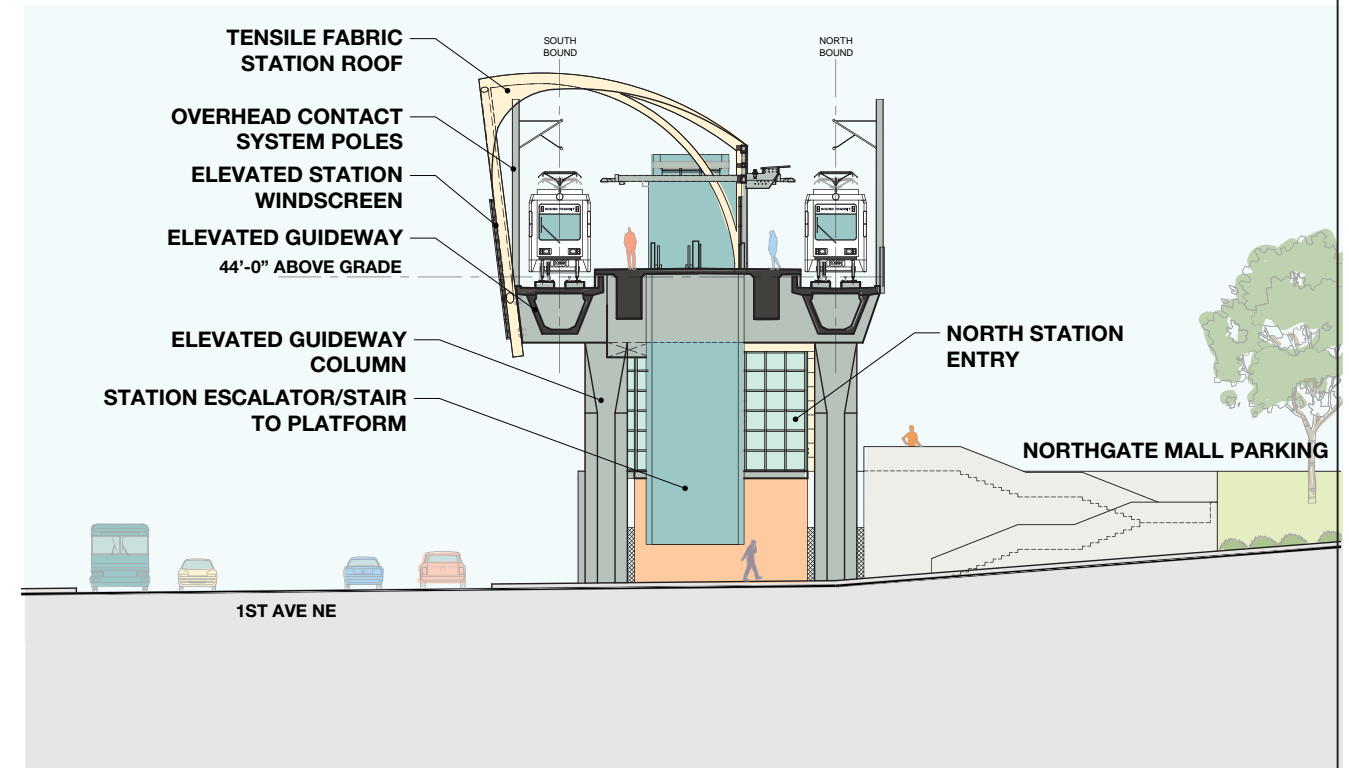 TENSILE FABRIC
STATION ROOF
SOUTH
BOUND
NORTH
BOUND
OVERHEAD CONTACT
SYSTEM POLES
ELEVATED STATION
WINDSCREEN
ELEVATED GUIDEWAY
44'-0" ABOVE GRADE
ELEVATED GUIDEWAY
COLUMN
STATION ESCALATOR/STAIR
TO PLATFORM
NORTH STATION
ENTRY
NORTHGATE MALL PARKING
1ST AVE NE